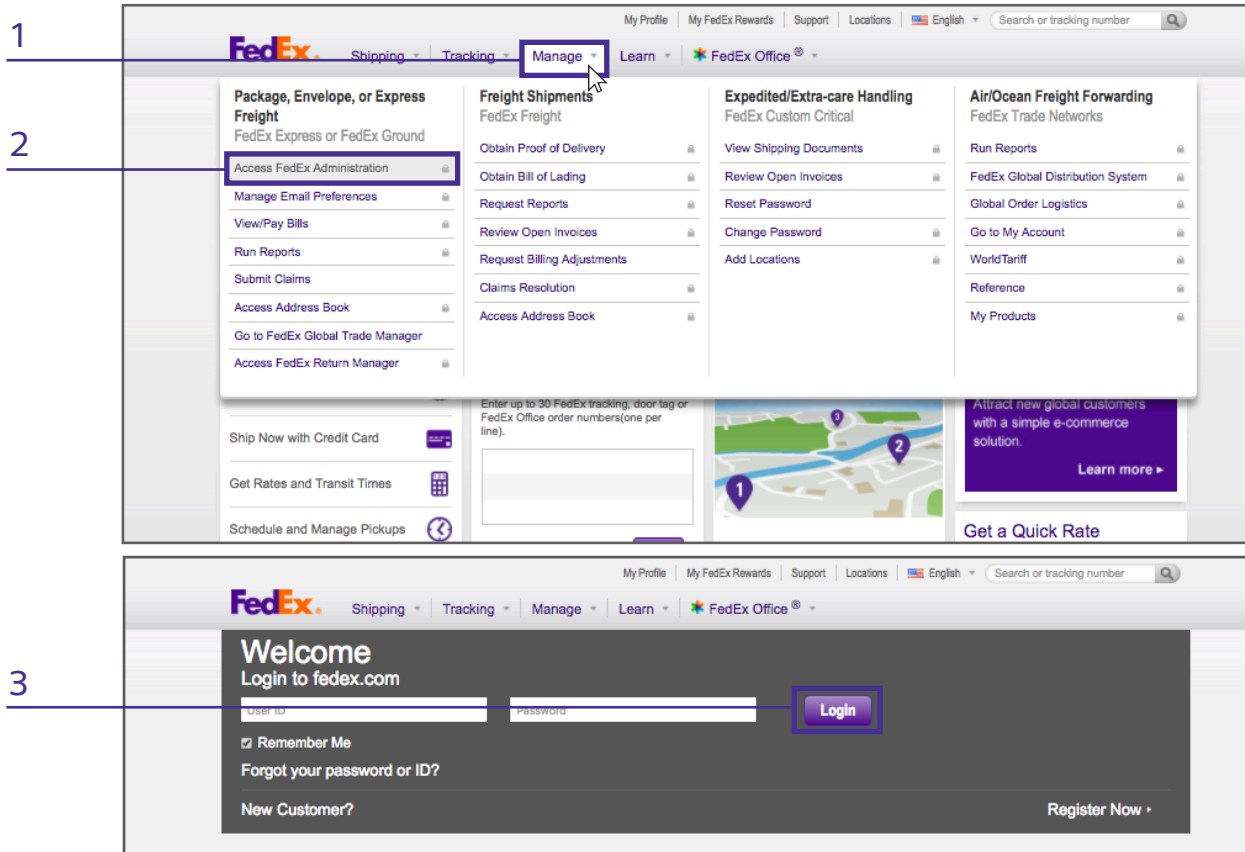 1
My Profile My FedEx Rewards Support Locations English Search or tracking number
FedEx. Shipping Tracking Manage Learn FedEx Office ®
2
Package, Envelope, or Express
Freight
FedEx Express or FedEx Ground
Access FedEx Administration
Manage Email Preferences
View/Pay Bills
Run Reports
Submit Claims
Access Address Book
Go to FedEx Global Trade Manager
Access FedEx Return Manager
Freight Shipments
FedEx Freight
Obtain Proof of Delivery
Obtain Bill of Lading
Request Reports
Review Open Invoices
Request Billing Adjustments
Claims Resolution
Access Address Book
Expedited/Extra-care Handling
FedEx Custom Critical
View Shipping Documents
Review Open Invoices
Reset Password
Change Password
Add Locations
Air/Ocean Freight Forwarding
FedEx Trade Networks
Run Reports
FedEx Global Distribution System
Global Order Logistics
Go to My Account
WorldTariff
Reference
My Products
Ship Now with Credit Card
Get Rates and Transit Times
Schedule and Manage Pickups
Enter up to 30 FedEx tracking, door tag or
FedEx Office order numbers(one per
line).
3
2
1
Attract new global customers
with a simple e-commerce
solution.
Learn more
Get a Quick Rate
My Profile My FedEx Rewards Support Locations English Search or tracking number
FedEx. Shipping Tracking Manage Learn FedEx Office ®
3
Welcome
Login to fedex.com
User ID Password Login
Remember Me
Forgot your password or ID?
New Customer? Register Now